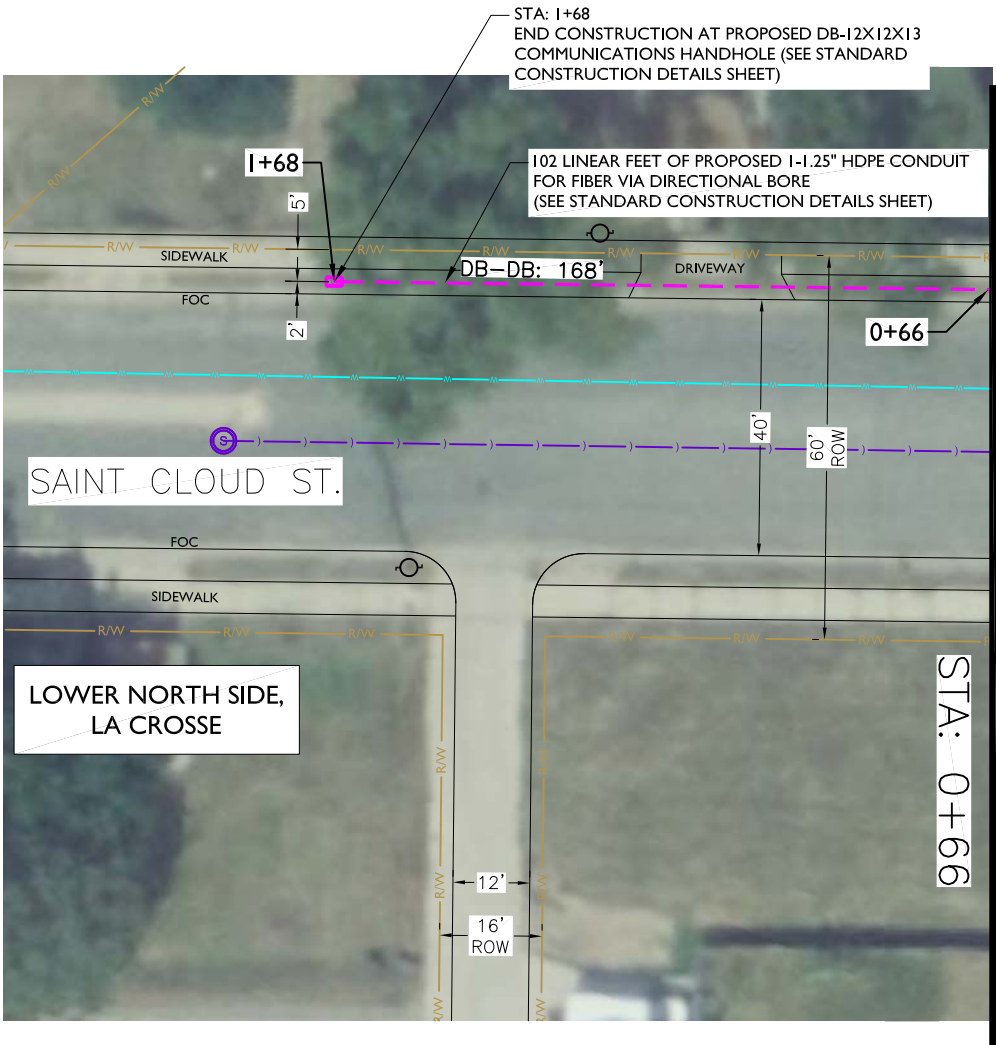 STA: 1+68
END CONSTRUCTION AT PROPOSED DB-12X12X13
COMMUNICATIONS HANDHOLE (SEE STANDARD
CONSTRUCTION DETAILS SHEET)
R/W
R/W
1+68
102 LINEAR FEET OF PROPOSED 1-1.25" HDPE CONDUIT
FOR FIBER VIA DIRECTIONAL BORE
(SEE STANDARD CONSTRUCTION DETAILS SHEET)
5'
R/W R/W R/W R/W R/W R/W R/W
SIDEWALK
DB-DB: 168'
DRIVEWAY
FOC
2'
0+66
W W W W W W W W W W W W
40'
60'
ROW
S
SAINT CLOUD ST.
FOC
SIDEWALK
R/W R/W R/W
R/W R/W R/W
LOWER NORTH SIDE,
LA CROSSE
STA: 0+66
R/W R/W
R/W R/W
12'
16'
ROW
R/W R/W